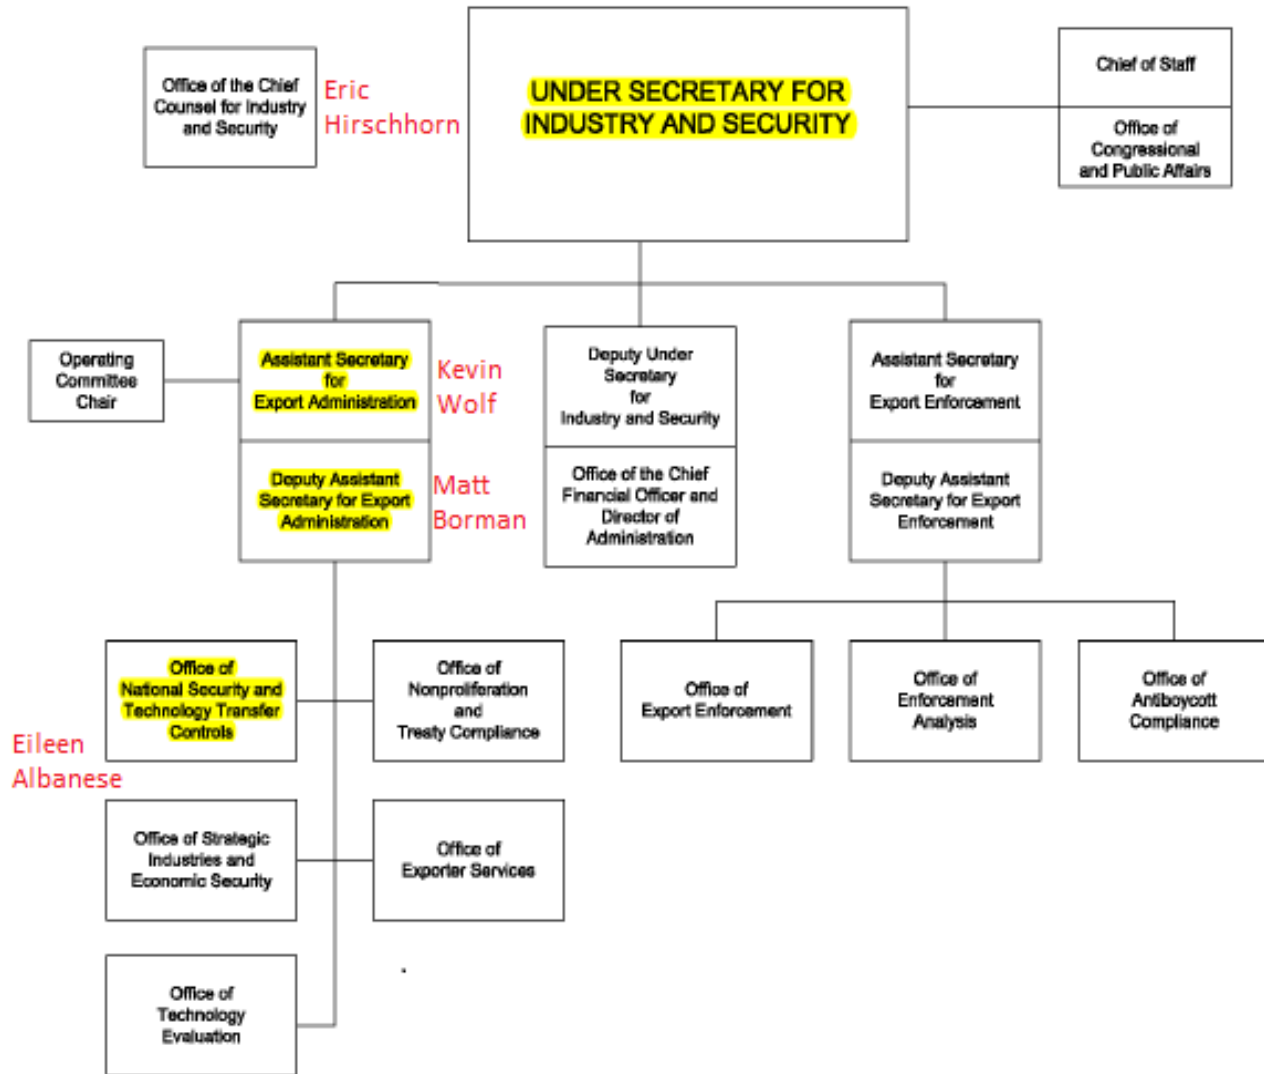 Office of the Chief
Counsel for Industry
and Security
Eric
Hirschhorn
UNDER SECRETARY FOR
INDUSTRY AND SECURITY
Chief of Staff
Office of
Congressional
and Public Affairs
Operating
Committee
Chair
Assistant Secretary
for
Export Administration
Kevin
Wolf
Deputy Assistant
Secretary for Export
Administration
Matt
Borman
Deputy Under
Secretary
for
Industry and Security
Office of the Chief
Financial Officer and
Director of
Administration
Assistant Secretary
for
Export Enforcement
Deputy Assistant
Secretary for Export
Enforcement
Office of
National Security and
Technology Transfer
Controls
Eileen
Albanese
Office of
Nonproliferation
and
Treaty Compliance
Office of
Export Enforcement
Office of
Enforcement
Analysis
Office of
Antiboycott
Compliance
Office of Strategic
Industries and
Economic Security
Office of
Exporter Services
Office of
Technology
Evaluation